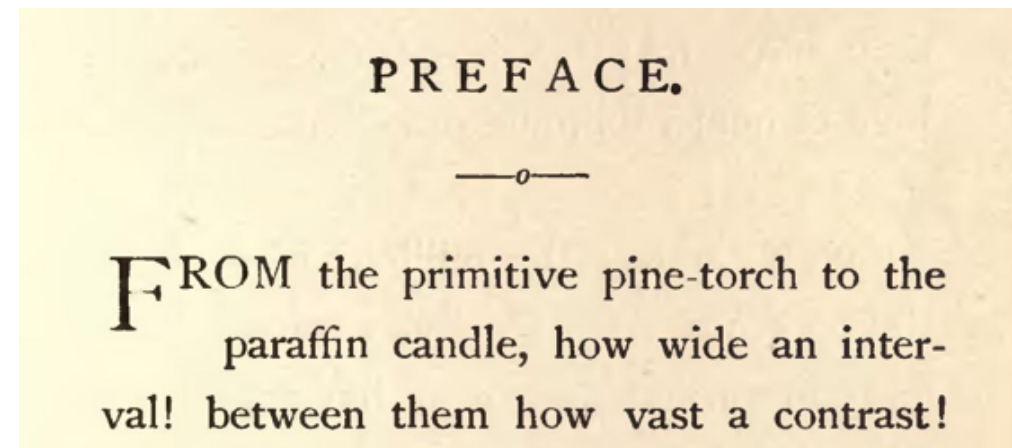 PREFACE.
FROM the primitive pine-torch to the
paraffin candle, how wide an inter-
val! between them how vast a contrast!